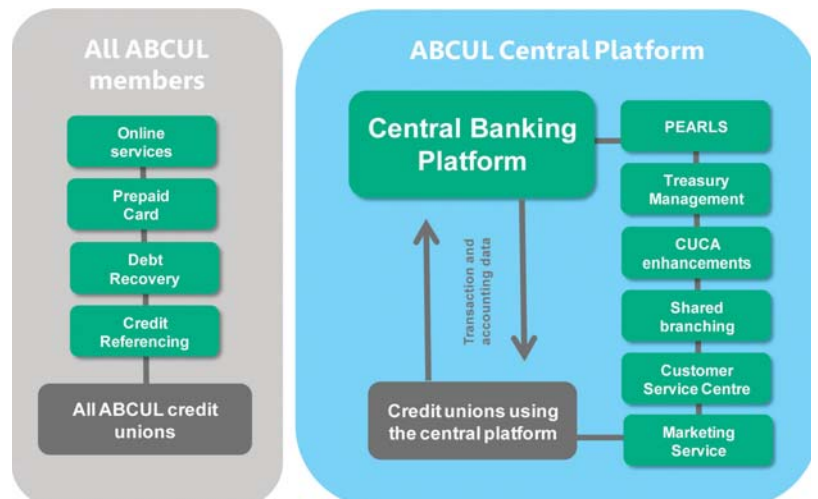 All ABCUL
members
Online
services
Prepaid
Card
Debt
Recovery
Credit
Referencing
All ABCUL credit
unions
ABCUL Central Platform
Central Banking
Platform
Transaction and
accounting data
Credit unions using
the central platform
PEARLS
Treasury
Management
CUCA
enhancements
Shared
branching
Customer
Service Centre
Marketing
Service